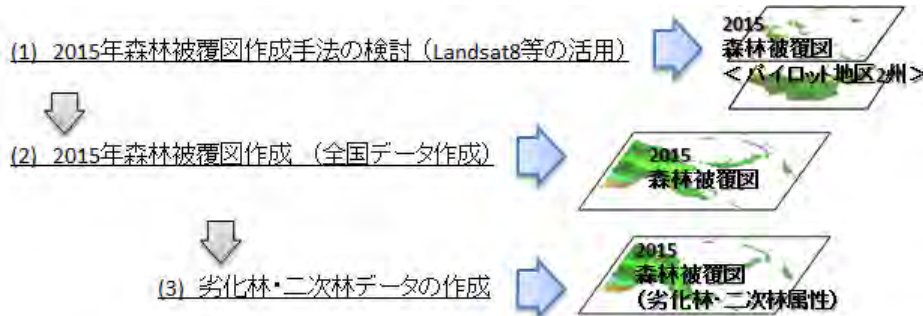 (1) 2015年森林被覆図作成手法の検討（Landsat8等の活用）
2015
森林被覆図
＜パイロット地区2州＞
(2) 2015年森林被覆図作成 （全国データ作成）
2015
森林被覆図
(3) 劣化林・二次林データの作成
2015
森林被覆図
（劣化林・二次林属性）